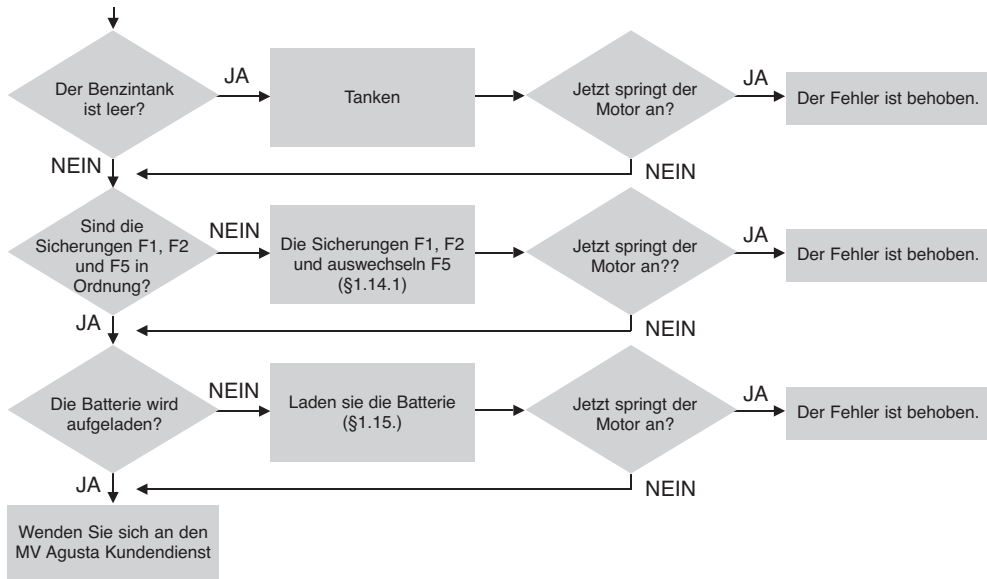 Der Benzintank
ist leer?
JA
Tanken
Jetzt springt der
Motor an?
JA
Der Fehler ist behoben.
NEIN
NEIN
Sind die
Sicherungen F1, F2
und F5 in
Ordnung?
NEIN
Die Sicherungen F1, F2
und auswechseln F5
(§1.14.1)
Jetzt springt der
Motor an??
JA
Der Fehler ist behoben.
JA
NEIN
Die Batterie wird
aufgeladen?
NEIN
Laden sie die Batterie
(§1.15.)
Jetzt springt der
Motor an?
JA
Der Fehler ist behoben.
JA
NEIN
Wenden Sie sich an den
MV Agusta Kundendienst